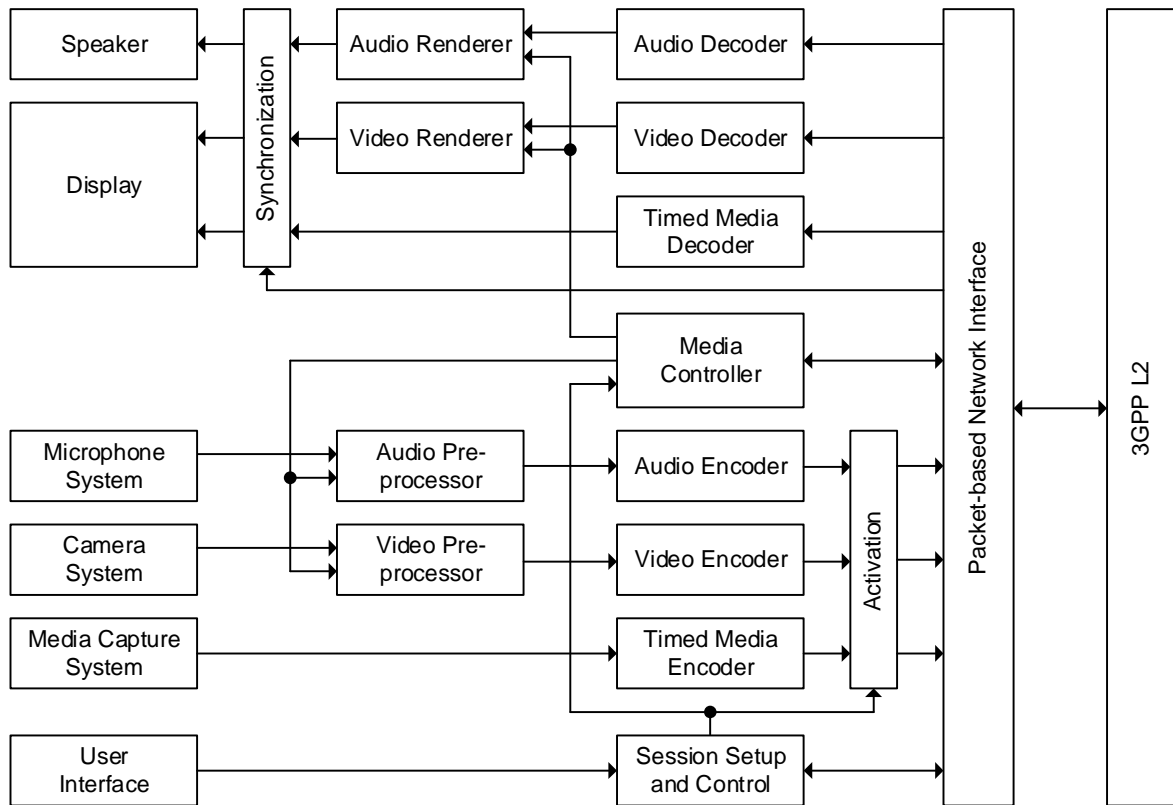 Speaker
Audio Renderer
Audio Decoder
Synchronization
Display
Video Renderer
Video Decoder
Timed Media
Decoder
Packet-based Network Interface
3GPP L2
Media
Controller
Microphone
System
Audio Pre-
processor
Audio Encoder
Activation
Camera
System
Video Pre-
processor
Video Encoder
Media Capture
System
Timed Media
Encoder
User
Interface
Session Setup
and Control